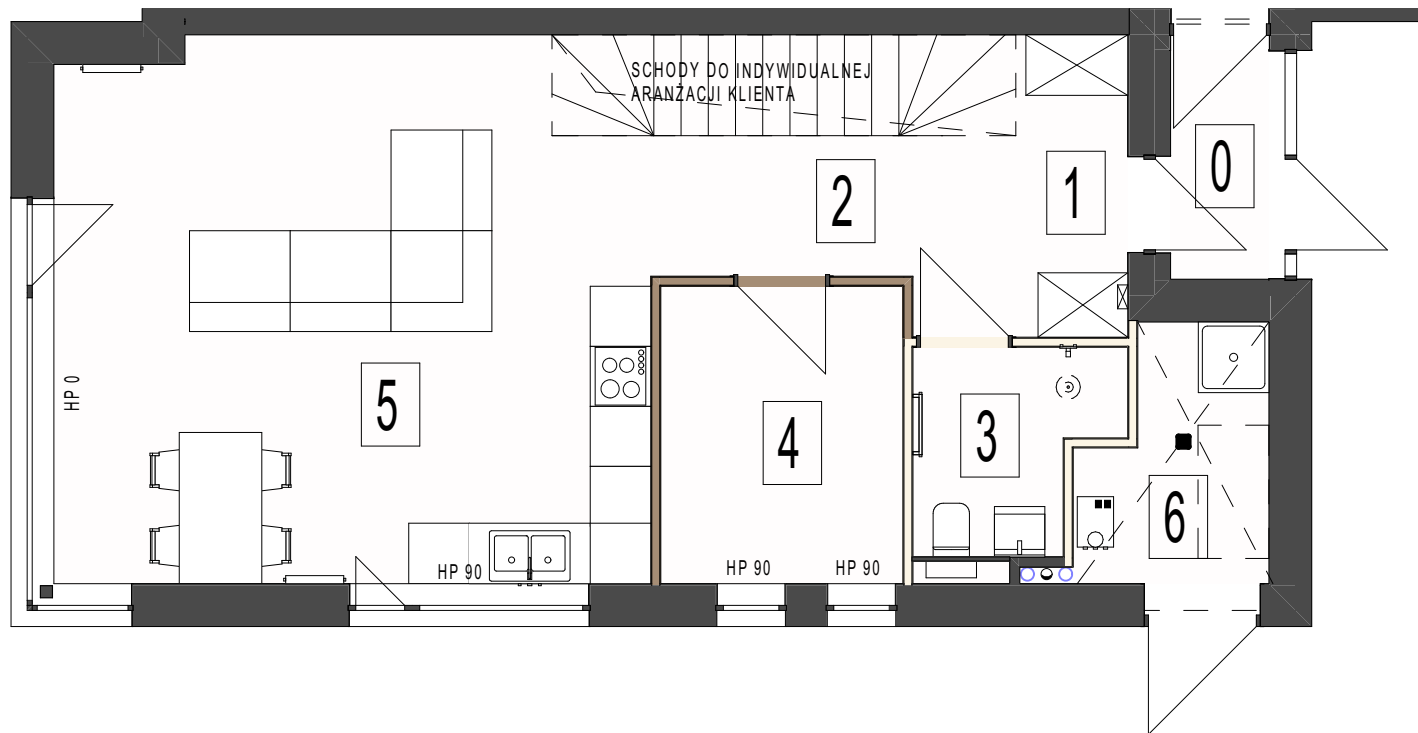 SCHODY DO INDYWIDUALNEJ
ARANŻACJI KLIENTA
0
2
1
HP 0
5
4
3
6
HP 90
HP 90
HP 90